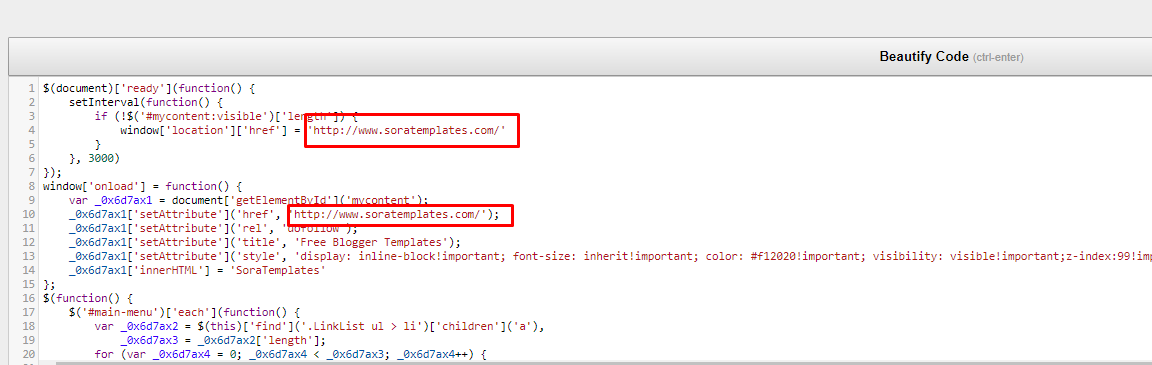 Beautify Code (ctrl-enter)
1 $(document)['ready'](function() {
2 setInterval(function() {
3 if (!$('#mycontent:visible')['length']) {
4 window['location']['href'] = 'http://www.soratemplates.com/'
5 }
6 }, 3000)
7 });
8 window['onload'] = function() {
9 var _0x6d7ax1 = document['getElementById']('mycontent');
10 _0x6d7ax1['setAttribute']('href', 'http://www.soratemplates.com/');
11 _0x6d7ax1['setAttribute']('rel', 'dofollow');
12 _0x6d7ax1['setAttribute']('title', 'Free Blogger Templates');
13 _0x6d7ax1['setAttribute']('style', 'display: inline-block!important; font-size: inherit!important; color: #f12020!important; visibility: visible!important;z-index:99!imp
14 _0x6d7ax1['innerHTML'] = 'SoraTemplates'
15 };
16 $(function() {
17 $('#main-menu')['each'](function() {
18 var _0x6d7ax2 = $(this)['find']('.LinkList ul > li')['children']('a'),
19 _0x6d7ax3 = _0x6d7ax2['length'];
20 for (var _0x6d7ax4 = 0; _0x6d7ax4 < _0x6d7ax3; _0x6d7ax4++) {